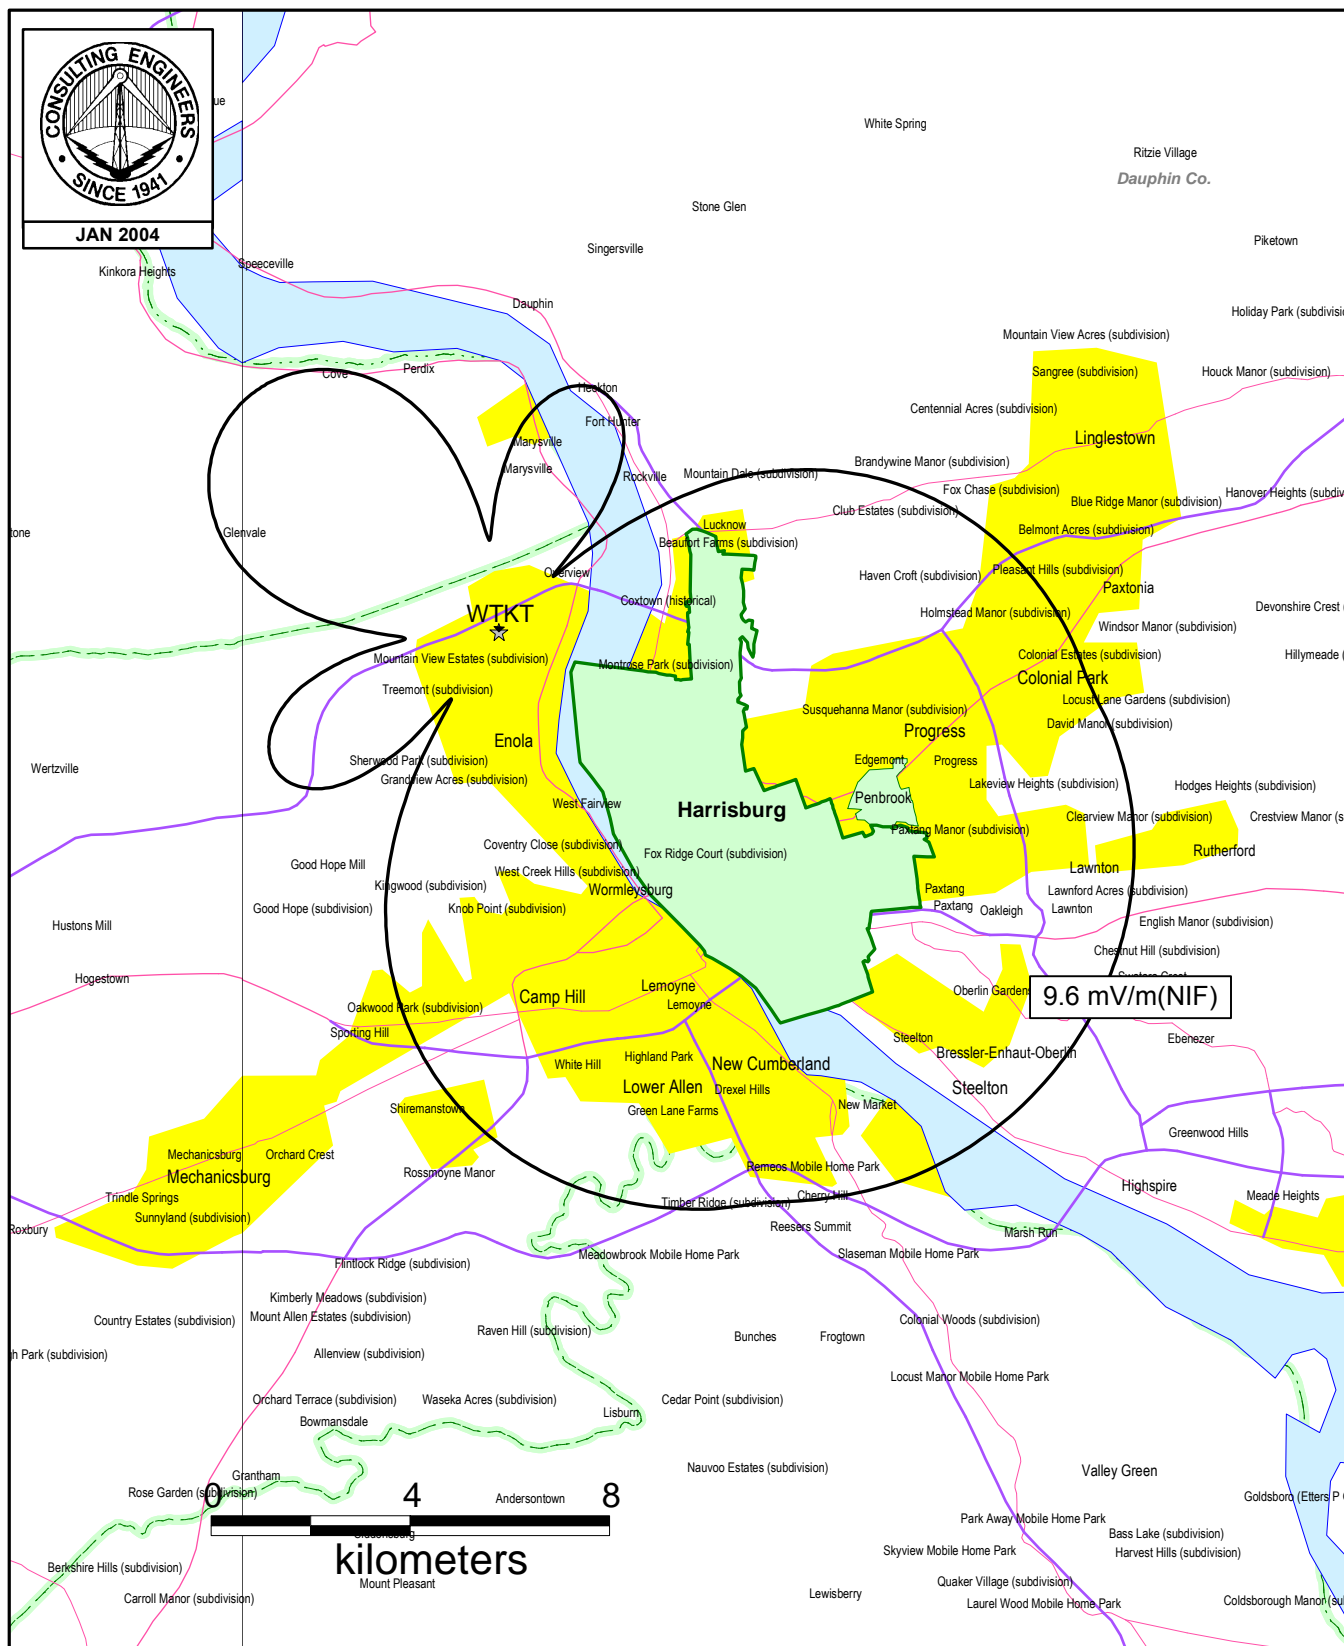 CONSULTING ENGINEERS
SINCE 1941
JAN 2004
ue
White Spring
Ritzie Village
Dauphin Co.
Stone Glen
Singersville
Piketown
Kinkora Heights
Speeceville
Dauphin
Holiday Park (subdivisi
Mountain View Acres (subdivision)
Cove
Perdix
Sangree (subdivision)
Houck Manor (subdivision)
Heckton
Centennial Acres (subdivision)
Fort Hunter
Linglestown
Marysville
Marysville
Rockville
Mountain Dale (subdivision)
Brandywine Manor (subdivision)
Fox Chase (subdivision)
Blue Ridge Manor (subdivision)
Hanover Heights (subdiv
Club Estates (subdivision)
Lucknow
Belmont Acres (subdivision)
tone
Glenvale
Beaufort Farms (subdivision)
Overview
Haven Croft (subdivision)
Pleasant Hills (subdivision)
Paxtonia
Coxtown (historical)
WTKT
Holmstead Manor (subdivision)
Devonshire Crest
Windsor Manor (subdivision)
Mountain View Estates (subdivision)
Montrose Park (subdivision)
Colonial Estates (subdivision)
Hillymeade (
Colonial Park
Treemont (subdivision)
Locust Lane Gardens (subdivision)
Susquehanna Manor (subdivision)
David Manor (subdivision)
Progress
Enola
Sherwood Park (subdivision)
Edgemont
Progress
Wertzville
Grandview Acres (subdivision)
Lakeview Heights (subdivision)
Hodges Heights (subdivision)
Penbrook
West Fairview
Harrisburg
Clearview Manor (subdivision)
Crestview Manor (s
Paxtang Manor (subdivision)
Coventry Close (subdivision)
Fox Ridge Court (subdivision)
Rutherford
Good Hope Mill
West Creek Hills (subdivision)
Lawnton
Kingwood (subdivision)
Wormleysburg
Paxtang
Lawnford Acres (subdivision)
Good Hope (subdivision)
Knob Point (subdivision)
Paxtang
Oakleigh
Lawnton
Hustons Mill
English Manor (subdivision)
Chestnut Hill (subdivision)
Hogestown
Lemoyne
Oberlin Gardens
9.6 mV/m(NIF)
Camp Hill
Lemoyne
Oakwood Park (subdivision)
Sporting Hill
Steelton
Ebenezer
Bressler-Enhaut-Oberlin
White Hill
Highland Park
New Cumberland
Lower Allen
Drexel Hills
Steelton
Shiremanstown
Green Lane Farms
New Market
Greenwood Hills
Mechanicsburg
Orchard Crest
Mechanicsburg
Rossmoyne Manor
Remeos Mobile Home Park
Highspire
Trindle Springs
Timber Ridge (subdivision)
Cherry Hill
Meade Heights
Sunnyland (subdivision)
Roxbury
Reesers Summit
Marsh Run
Meadowbrook Mobile Home Park
Slaseman Mobile Home Park
Flintlock Ridge (subdivision)
Kimberly Meadows (subdivision)
Country Estates (subdivision)
Mount Allen Estates (subdivision)
Colonial Woods (subdivision)
Raven Hill (subdivision)
Bunches
Frogtown
h Park (subdivision)
Allenview (subdivision)
Locust Manor Mobile Home Park
Orchard Terrace (subdivision)
Waseka Acres (subdivision)
Cedar Point (subdivision)
Bowmansdale
Lisburn
Grantham
Nauvoo Estates (subdivision)
Valley Green
Rose Garden (subdivision)
0 4 8
Andersontown
Goldsboro (Etters P
Park Away Mobile Home Park
Bass Lake (subdivision)
kilometers
Skyview Mobile Home Park
Harvest Hills (subdivision)
Berkshire Hills (subdivision)
Mount Pleasant
Quaker Village (subdivision)
Carroll Manor (subdivision)
Lewisberry
Laurel Wood Mobile Home Park
Coldsborough Manor (su